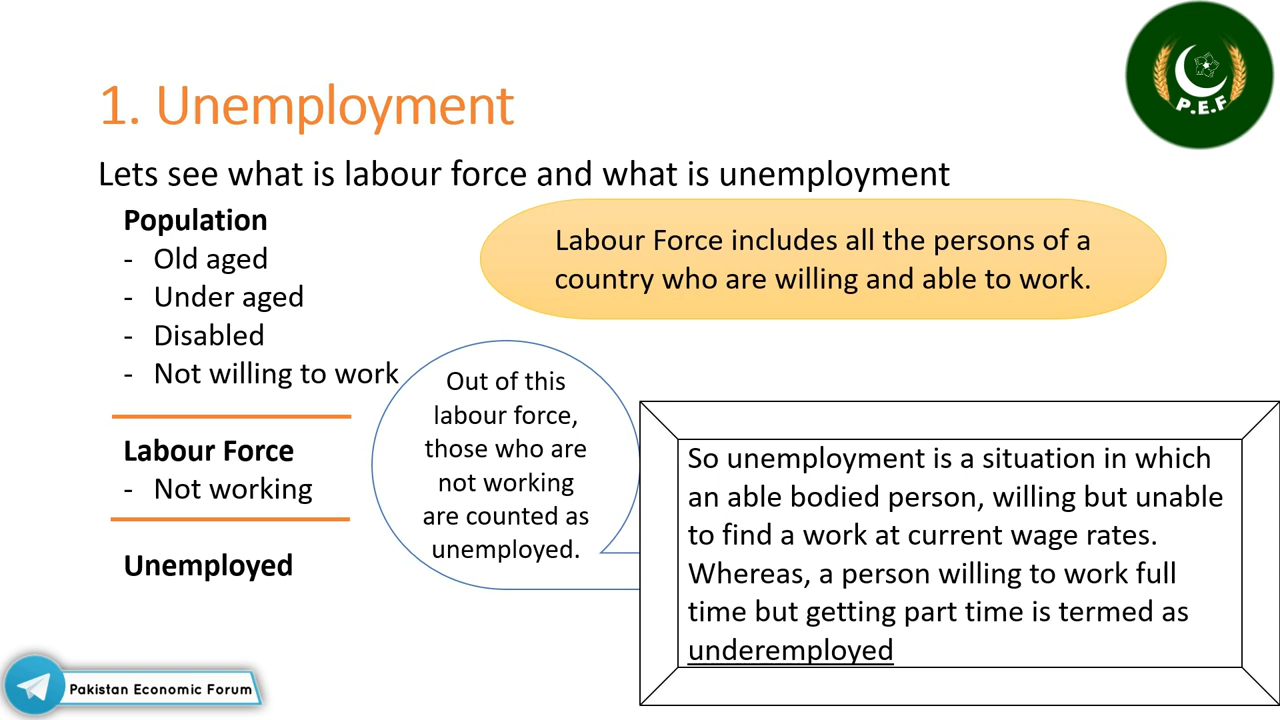 P.E.F
1. Unemployment
Lets see what is labour force and what is unemployment
Population
- Old aged
- Under aged
- Disabled
- Not willing to work
Labour Force
- Not working
Unemployed
Labour Force includes all the persons of a
country who are willing and able to work.
Out of this
labour force,
those who are
not working
are counted as
unemployed.
So unemployment is a situation in which
an able bodied person, willing but unable
to find a work at current wage rates.
Whereas, a person willing to work full
time but getting part time is termed as
underemployed
Pakistan Economic Forum